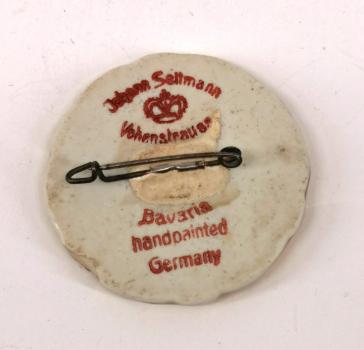 Johann Seltmann
Vohenstrauss
Bavaria
handpainted
Germany